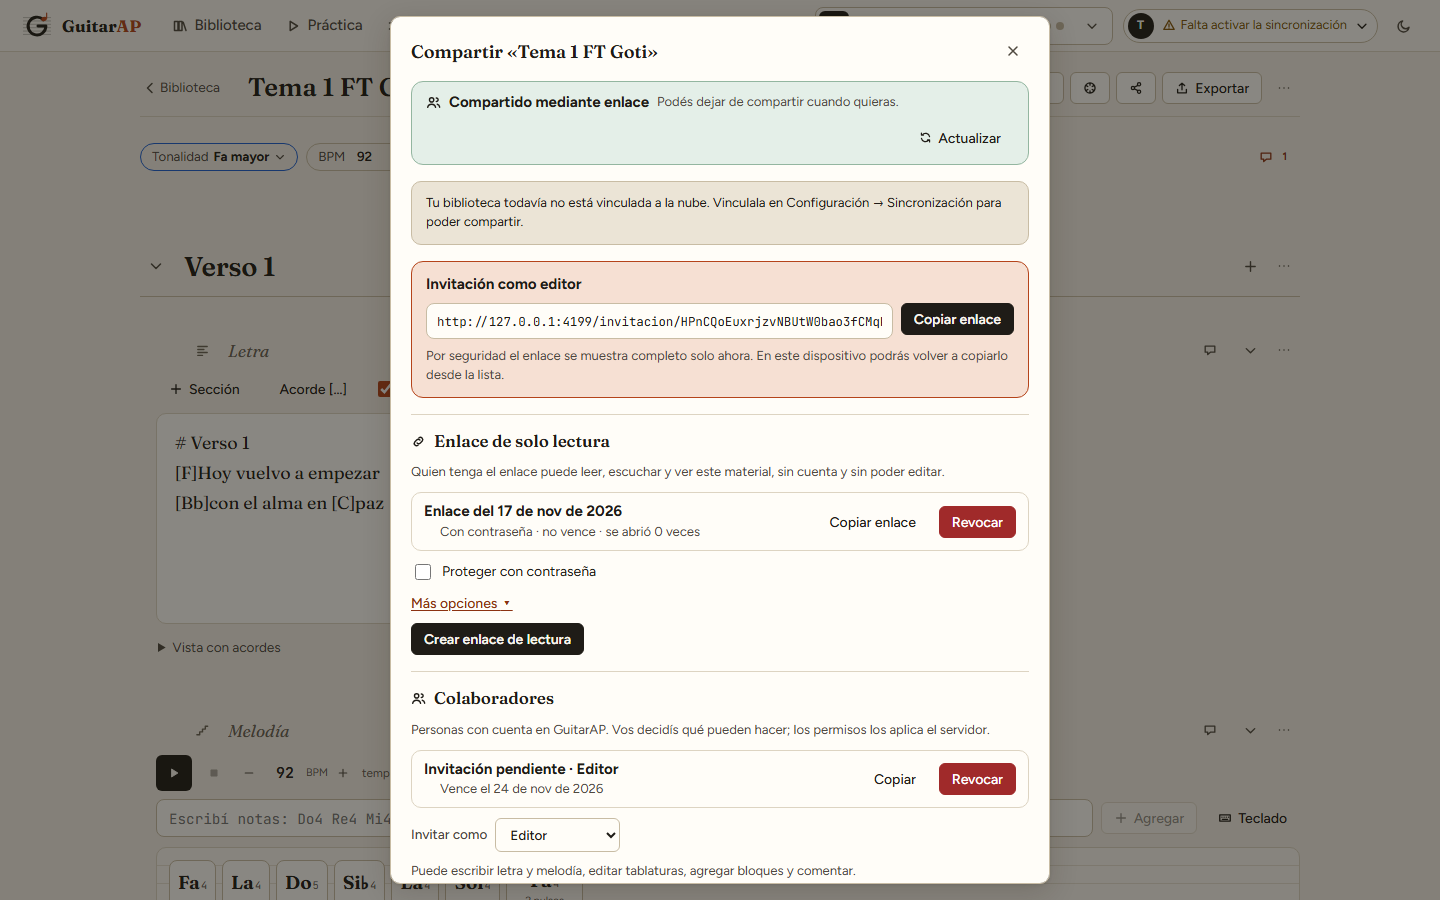 GuitarAP
Biblioteca
Práctica
T
Falta activar la sincronización
Biblioteca
Tema 1 FT G
Exportar
Tonalidad Fa mayor
BPM 92
1
Verso 1
Letra
Sección
Acorde [...]
# Verso 1
[F]Hoy vuelvo a empezar
[Bb]con el alma en [C]paz
Vista con acordes
Melodía
92 BPM
temp
Escribí notas: Do4 Re4 Mi4
Agregar
Teclado
Fa4 La4 Do5 Sib4
Compartir «Tema 1 FT Goti»
Compartido mediante enlace Podés dejar de compartir cuando quieras.
Actualizar
Tu biblioteca todavía no está vinculada a la nube. Vinculala en Configuración → Sincronización para
poder compartir.
Invitación como editor
http://127.0.0.1:4199/invitacion/HPnCQoEuxrjzvNBUtW0bao3fCMq
Copiar enlace
Por seguridad el enlace se muestra completo solo ahora. En este dispositivo podrás volver a copiarlo
desde la lista.
Enlace de solo lectura
Quien tenga el enlace puede leer, escuchar y ver este material, sin cuenta y sin poder editar.
Enlace del 17 de nov de 2026
Con contraseña · no vence · se abrió 0 veces
Copiar enlace
Revocar
Proteger con contraseña
Más opciones
Crear enlace de lectura
Colaboradores
Personas con cuenta en GuitarAP. Vos decidís qué pueden hacer; los permisos los aplica el servidor.
Invitación pendiente · Editor
Vence el 24 de nov de 2026
Copiar
Revocar
Invitar como
Editor
Puede escribir letra y melodía, editar tablaturas, agregar bloques y comentar.